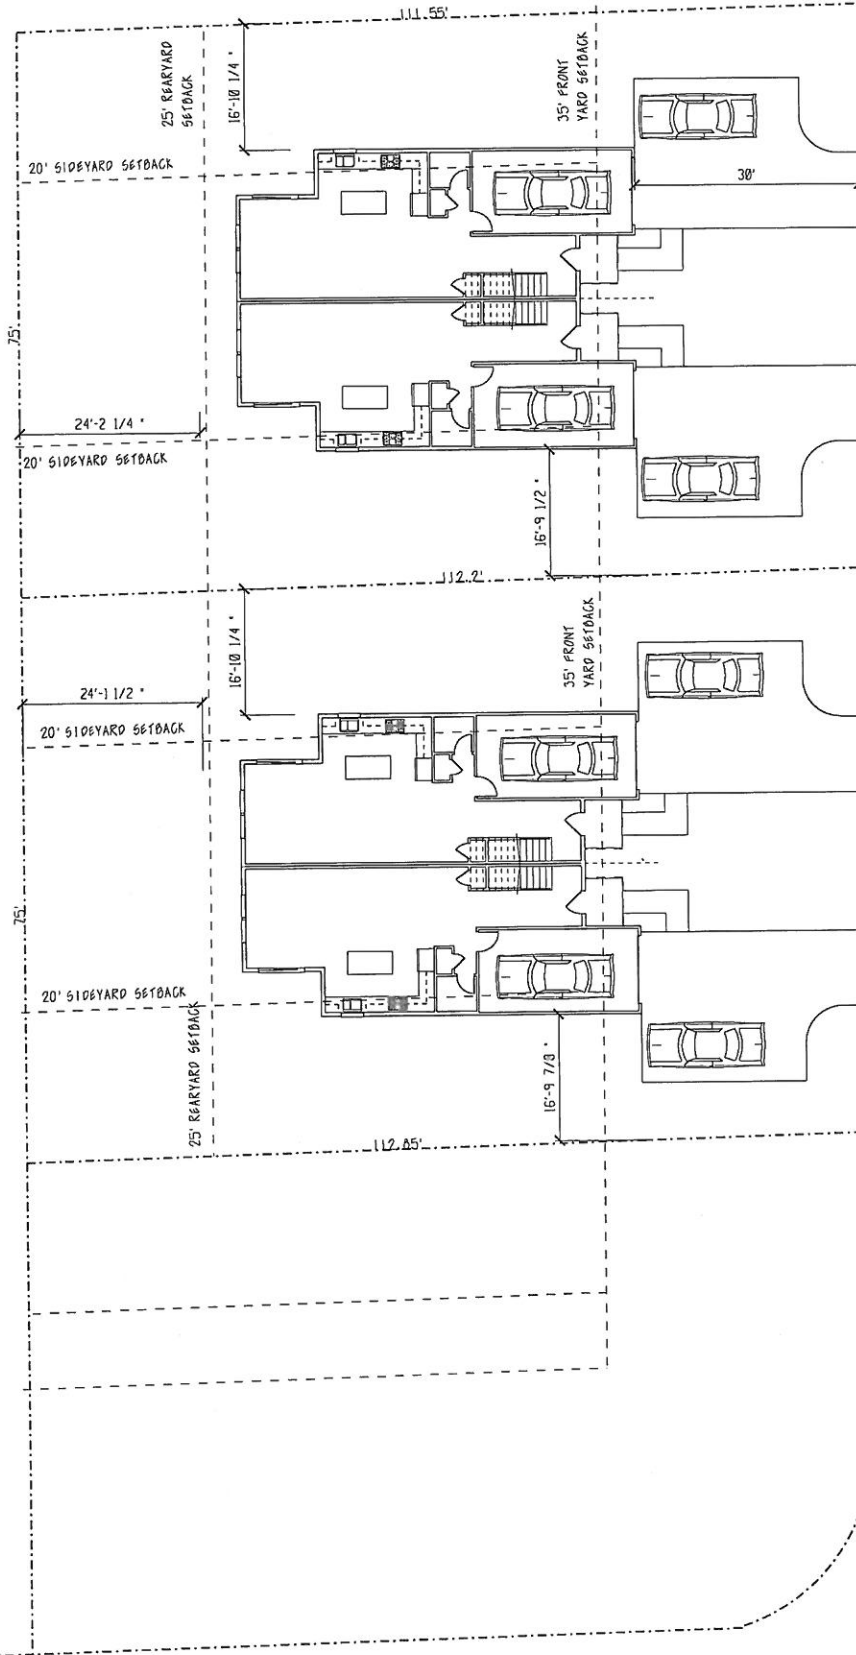 111.55'
25' REARYARD
SETBACK
16'-10 1/4 "
35' FRONT
YARD SETBACK
20' SIDEYARD SETBACK
30'
75'
24'-2 1/4 "
20' SIDEYARD SETBACK
16'-9 1/2 "
112.2'
16'-10 1/4 "
35' FRONT
YARD SETBACK
24'-1 1/2 "
20' SIDEYARD SETBACK
75'
20' SIDEYARD SETBACK
25' REARYARD SETBACK
16'-9 7/8 "
112.85'